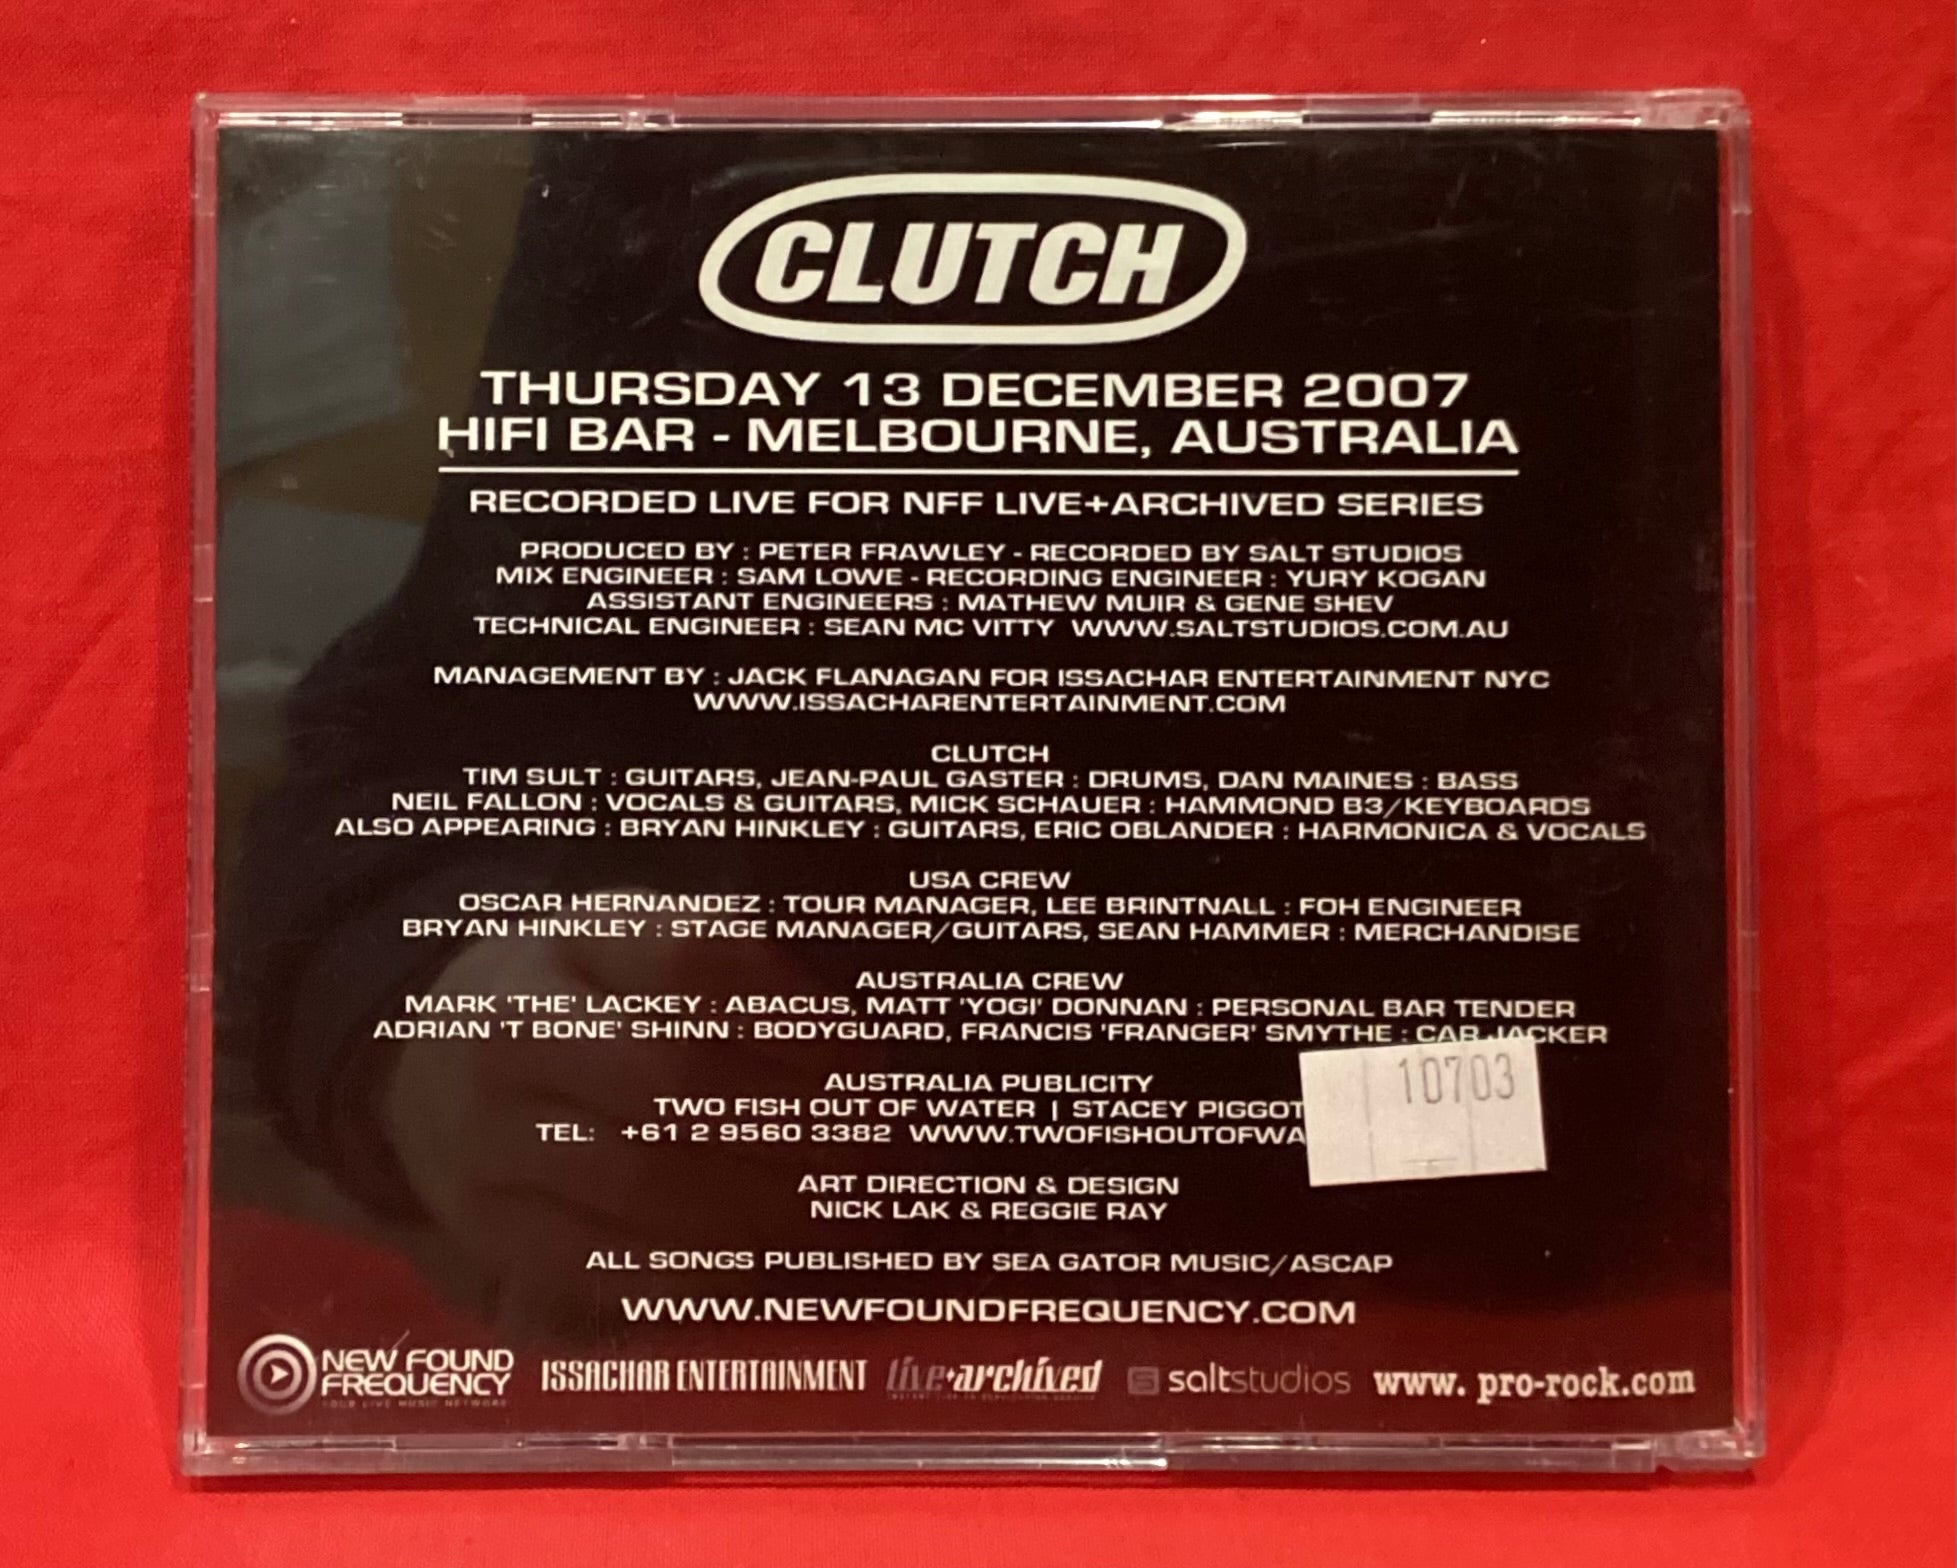 CLUTCH
THURSDAY 13 DECEMBER 2007
HIFI BAR - MELBOURNE, AUSTRALIA
RECORDED LIVE FOR NFF LIVE+ARCHIVED SERIES
PRODUCED BY : PETER FRAWLEY - RECORDED BY SALT STUDIOS
MIX ENGINEER : SAM LOWE - RECORDING ENGINEER : YURY KOGAN
ASSISTANT ENGINEERS : MATHEW MUIR & GENE SHEV
TECHNICAL ENGINEER : SEAN MC VITTY WWW.SALTSTUDIOS.COM.AU
MANAGEMENT BY : JACK FLANAGAN FOR ISSACHAR ENTERTAINMENT NYC
WWW.ISSACHARENTERTAINMENT.COM
CLUTCH
TIM SULT : GUITARS, JEAN-PAUL GASTER : DRUMS, DAN MAINES : BASS
NEIL FALLON : VOCALS & GUITARS, MICK SCHAUER : HAMMOND B3/KEYBOARDS
ALSO APPEARING : BRYAN HINKLEY : GUITARS, ERIC OBLANDER : HARMONICA & VOCALS
USA CREW
OSCAR HERNANDEZ : TOUR MANAGER, LEE BRINTNALL : FOH ENGINEER
BRYAN HINKLEY : STAGE MANAGER/GUITARS, SEAN HAMMER : MERCHANDISE
AUSTRALIA CREW
MARK 'THE' LACKEY : ABACUS, MATT 'YOGI' DONNAN : PERSONAL BAR TENDER
ADRIAN 'T BONE' SHINN : BODYGUARD, FRANCIS 'FRANGER' SMYTHE : CAR JACKER
10703
AUSTRALIA PUBLICITY
TWO FISH OUT OF WATER | STACEY PIGGOT
TEL: +61 2 9560 3382 WWW.TWOFISHOUTOFWA
ART DIRECTION & DESIGN
NICK LAK & REGGIE RAY
ALL SONGS PUBLISHED BY SEA GATOR MUSIC/ASCAP
WWW.NEWFOUNDFREQUENCY.COM
NEW FOUND
FREQUENCY
YOUR LIVE MUSIC NETWORK
ISSACHAR ENTERTAINMENT
live+archived
saltstudios
www. pro-rock.com